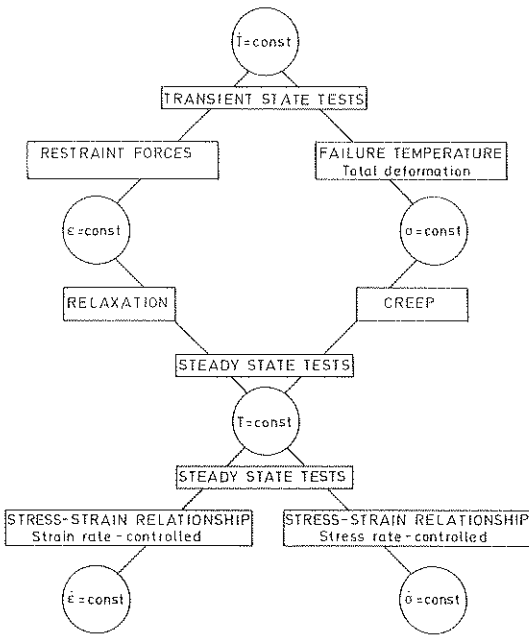 Ṫ=const
TRANSIENT STATE TESTS
RESTRAINT FORCES
FAILURE TEMPERATURE
Total deformation
ε=const
σ=const
RELAXATION
CREEP
STEADY STATE TESTS
T=const
STEADY STATE TESTS
STRESS-STRAIN RELATIONSHIP
Strain rate-controlled
STRESS-STRAIN RELATIONSHIP
Stress rate-controlled
ε̇=const
σ̇=const